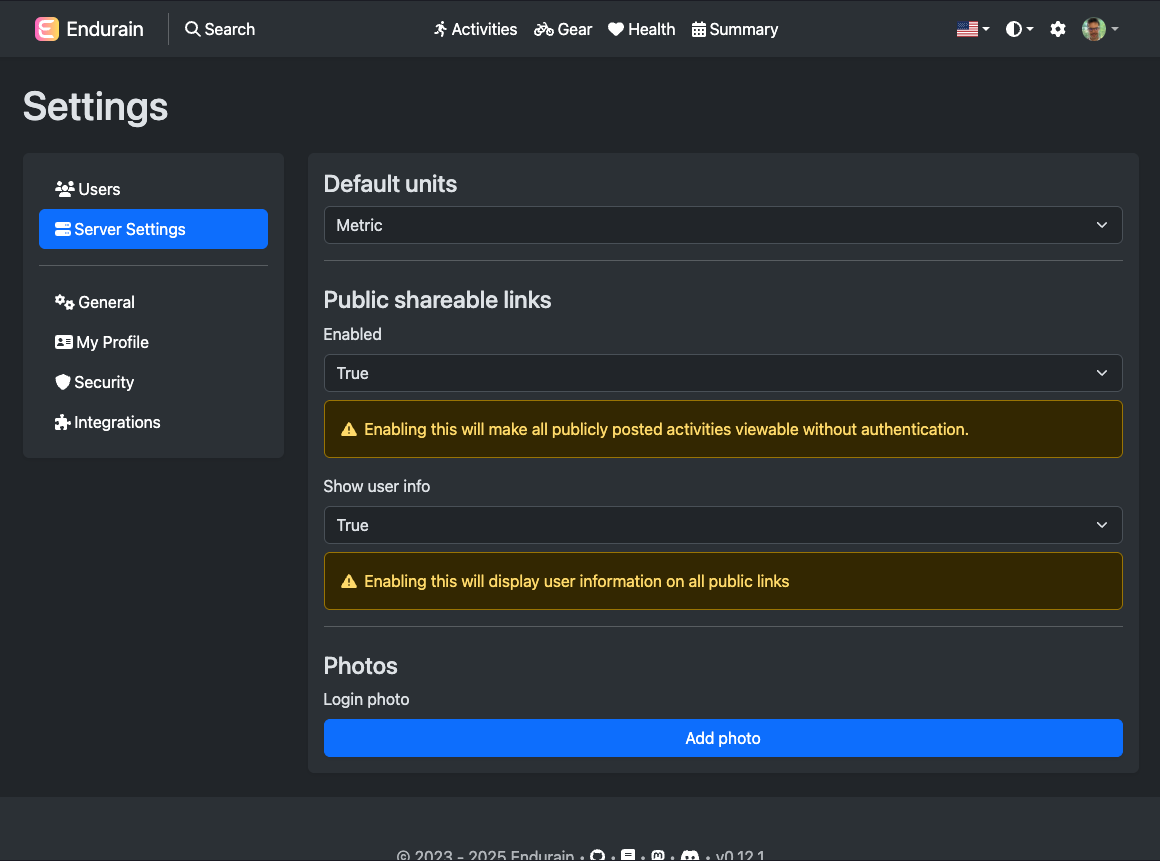 Endurain
Search
Activities
Gear
Health
Summary
Settings
Users
Server Settings
General
My Profile
Security
Integrations
Default units
Metric
Public shareable links
Enabled
True
Enabling this will make all publicly posted activities viewable without authentication.
Show user info
True
Enabling this will display user information on all public links
Photos
Login photo
Add photo
© 2023 - 2025 Endurain • • • • • v0.12.1